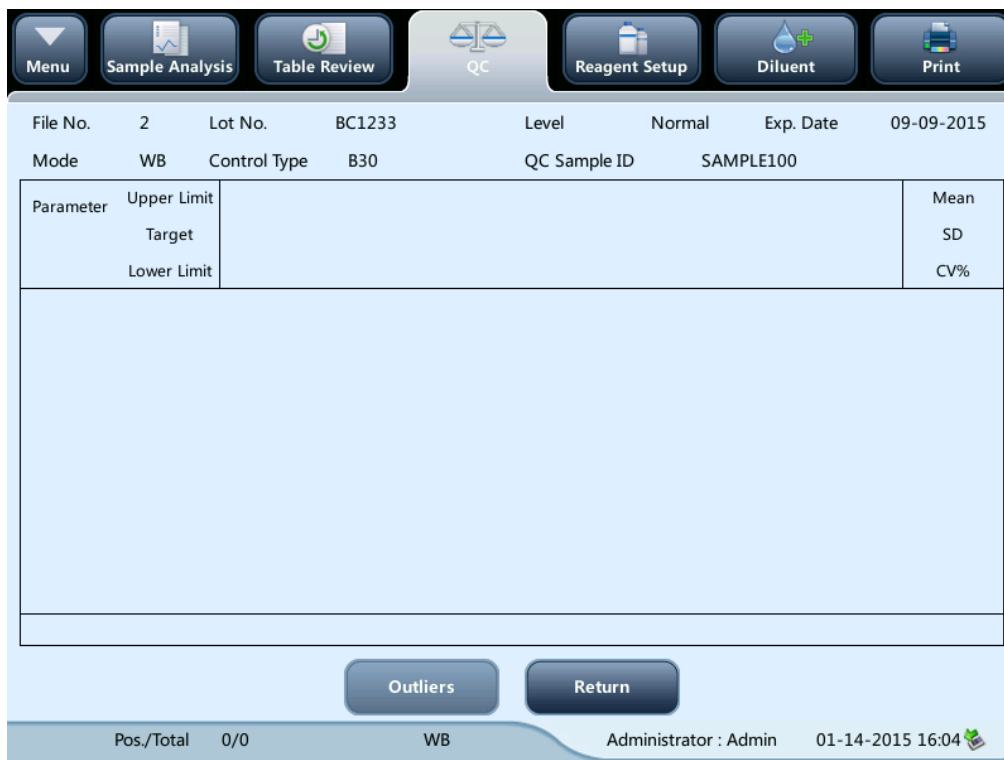 Menu Sample Analysis Table Review QC Reagent Setup Diluent Print
File No. 2 Lot No. BC1233 Level Normal Exp. Date 09-09-2015
Mode WB Control Type B30 QC Sample ID SAMPLE100
Parameter Upper Limit Mean
Target SD
Lower Limit CV%
Outliers Return
Pos./Total 0/0 WB Administrator : Admin 01-14-2015 16:04